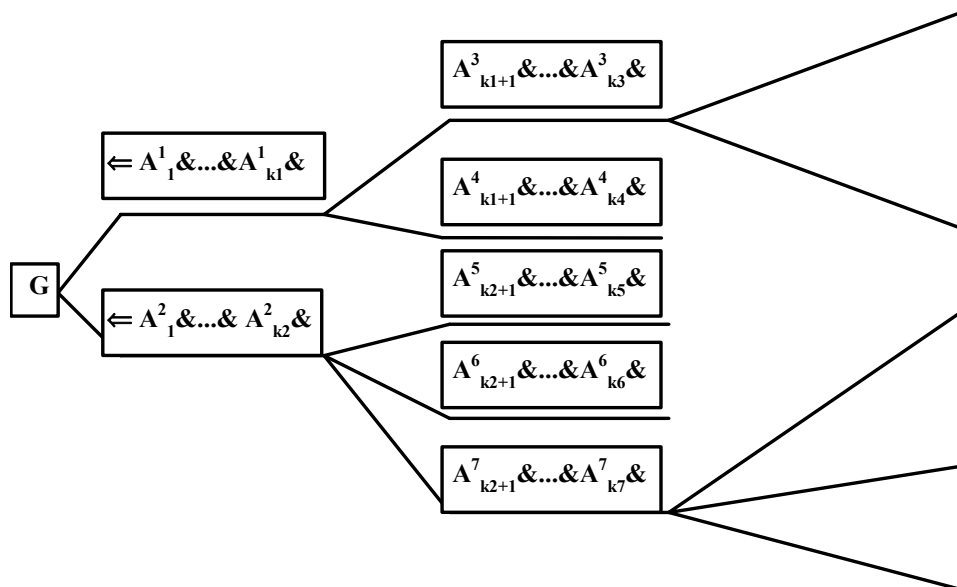 A³ₖ₁₊₁&...&A³ₖ₃&
⇐ A¹₁&...&A¹ₖ₁&
A⁴ₖ₁₊₁&...&A⁴ₖ₄&
A⁵ₖ₂₊₁&...&A⁵ₖ₅&
G
⇐ A²₁&...& A²ₖ₂&
A⁶ₖ₂₊₁&...&A⁶ₖ₆&
A⁷ₖ₂₊₁&...&A⁷ₖ₇&